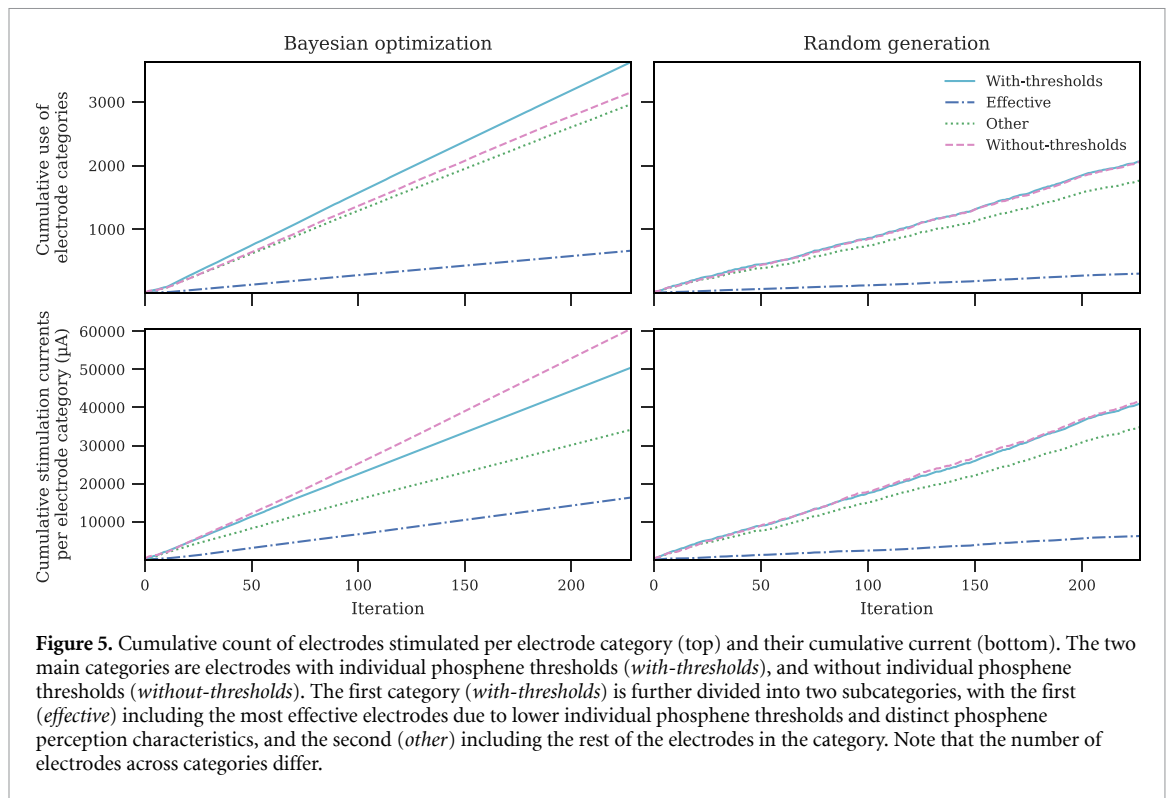 Bayesian optimization
Random generation
Cumulative use of
electrode categories
3000
2000
1000
With-thresholds
Effective
Other
Without-thresholds
Cumulative stimulation currents
per electrode category (µA)
60000
50000
40000
30000
20000
10000
0
50
100
150
200
Iteration
0
50
100
150
200
Iteration
Figure 5. Cumulative count of electrodes stimulated per electrode category (top) and their cumulative current (bottom). The two
main categories are electrodes with individual phosphene thresholds (with-thresholds), and without individual phosphene
thresholds (without-thresholds). The first category (with-thresholds) is further divided into two subcategories, with the first
(effective) including the most effective electrodes due to lower individual phosphene thresholds and distinct phosphene
perception characteristics, and the second (other) including the rest of the electrodes in the category. Note that the number of
electrodes across categories differ.